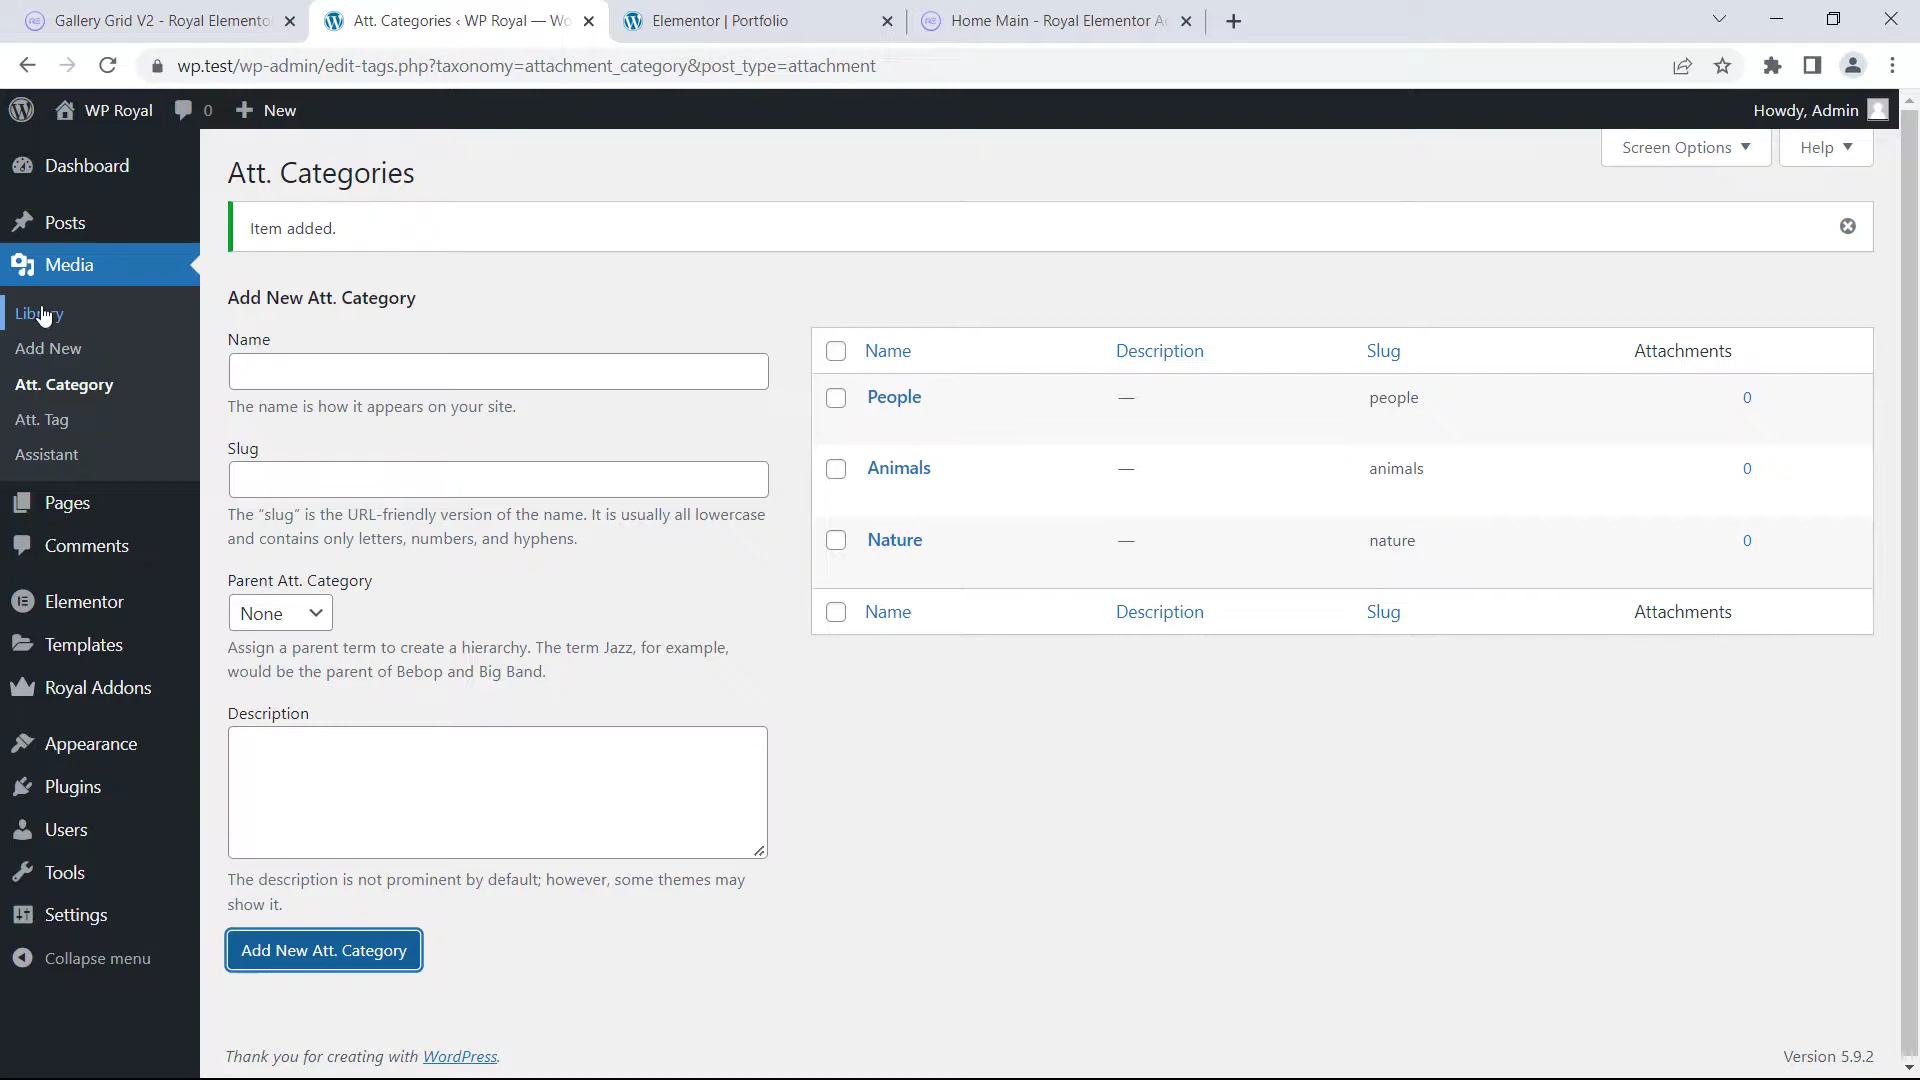 Gallery Grid V2 - Royal Elemento
Att. Categories ‹ WP Royal — Wo
Elementor | Portfolio
Home Main - Royal Elementor Ad
wp.test/wp-admin/edit-tags.php?taxonomy=attachment_category&post_type=attachment
WP Royal
0
New
Howdy, Admin
Screen Options
Help
Dashboard
Posts
Media
Library
Add New
Att. Category
Att. Tag
Assistant
Pages
Comments
Elementor
Templates
Royal Addons
Appearance
Plugins
Users
Tools
Settings
Collapse menu
Att. Categories
Item added.
Add New Att. Category
Name
The name is how it appears on your site.
Slug
The “slug” is the URL-friendly version of the name. It is usually all lowercase
and contains only letters, numbers, and hyphens.
Parent Att. Category
None
Assign a parent term to create a hierarchy. The term Jazz, for example,
would be the parent of Bebop and Big Band.
Description
The description is not prominent by default; however, some themes may
show it.
Add New Att. Category
Name Description Slug Attachments
People — people 0
Animals — animals 0
Nature — nature 0
Name Description Slug Attachments
Thank you for creating with WordPress.
Version 5.9.2